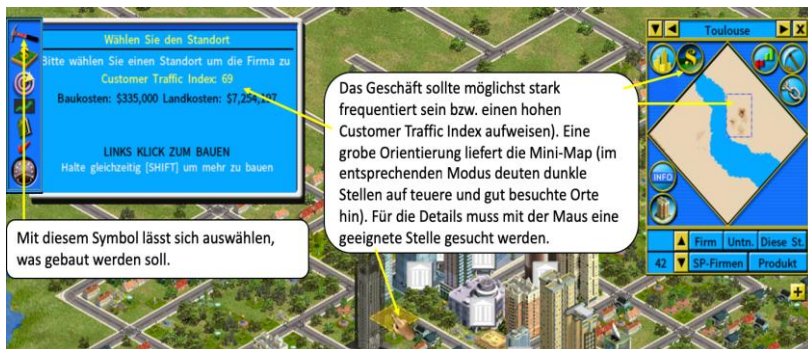 Wählen Sie den Standort
Bitte wählen Sie einen Standort um die Firma zu
Customer Traffic Index: 69
Baukosten: $335,000 Landkosten: $7,254,197
LINKS KLICK ZUM BAUEN
Halte gleichzeitig [SHIFT] um mehr zu bauen
Mit diesem Symbol lässt sich auswählen,
was gebaut werden soll.
Das Geschäft sollte möglichst stark
frequentiert sein bzw. einen hohen
Customer Traffic Index aufweisen). Eine
grobe Orientierung liefert die Mini-Map (im
entsprechenden Modus deuten dunkle
Stellen auf teuere und gut besuchte Orte
hin). Für die Details muss mit der Maus eine
geeignete Stelle gesucht werden.
Toulouse
INFO
Firm Untn. Diese St.
42 SP-Firmen Produkt